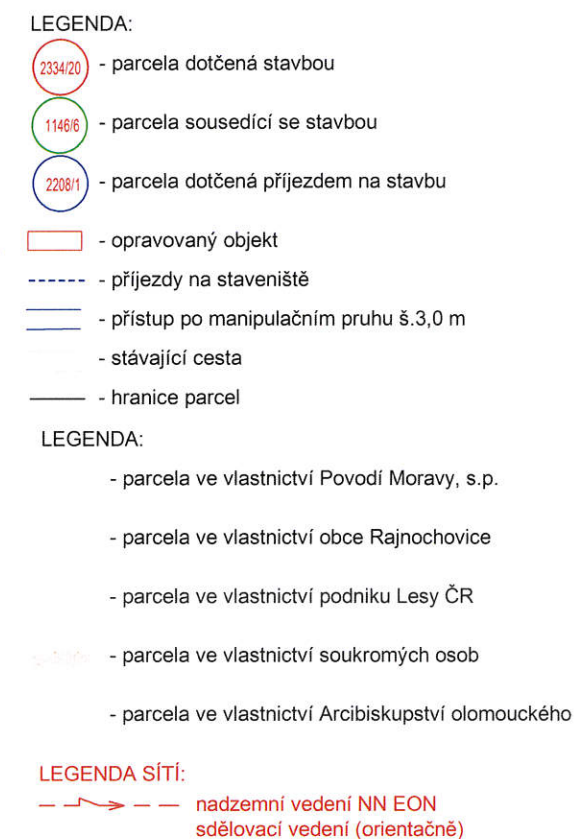 LEGENDA:
2334/20 - parcela dotčená stavbou
1146/6 - parcela sousedící se stavbou
2208/1 - parcela dotčená příjezdem na stavbu
- opravovaný objekt
- příjezdy na staveniště
- přístup po manipulačním pruhu š.3,0 m
- stávající cesta
- hranice parcel
LEGENDA:
- parcela ve vlastnictví Povodí Moravy, s.p.
- parcela ve vlastnictví obce Rajnochovice
- parcela ve vlastnictví podniku Lesy ČR
- parcela ve vlastnictví soukromých osob
- parcela ve vlastnictví Arcibiskupství olomouckého
LEGENDA SÍTÍ:
nadzemní vedení NN EON
sdělovací vedení (orientačně)